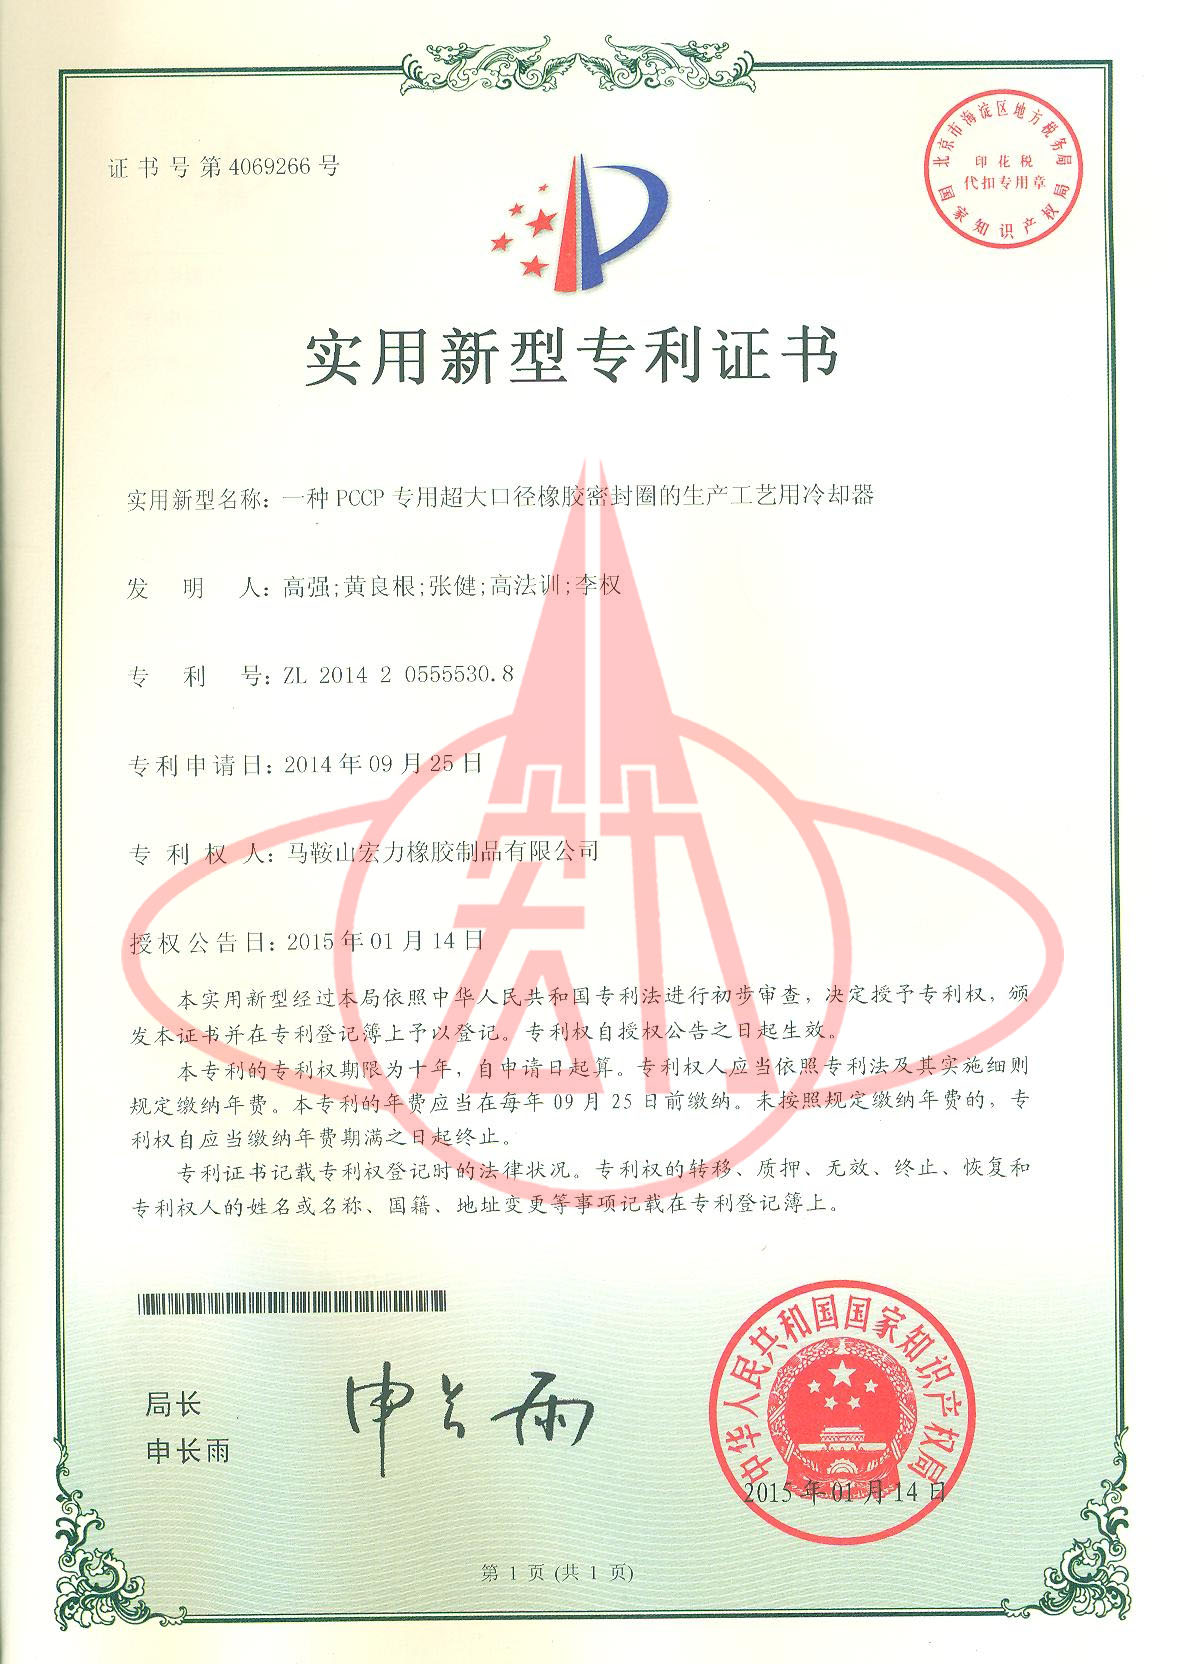 证书号第4069266号
北京市海淀区地方税务局
印花税
代扣专用章
国家知识产权局
实用新型专利证书
实用新型名称：一种PCCP专用超大口径橡胶密封圈的生产工艺用冷却器
发明人：高强;黄良根;张健;高法训;李权
专利号：ZL 2014 2 0555530.8
专利申请日：2014年09月25日
专利权人：马鞍山宏力橡胶制品有限公司
授权公告日：2015年01月14日
本实用新型经过本局依照中华人民共和国专利法进行初步审查，决定授予专利权，颁
发本证书并在专利登记簿上予以登记。专利权自授权公告之日起生效。
本专利的专利权期限为十年，自申请日起算。专利权人应当依照专利法及其实施细则
规定缴纳年费。本专利的年费应当在每年09月25日前缴纳。未按照规定缴纳年费的，专
利权自应当缴纳年费期满之日起终止。
专利证书记载专利权登记时的法律状况。专利权的转移、质押、无效、终止、恢复和
专利权人的姓名或名称、国籍、地址变更等事项记载在专利登记簿上。
局长
申长雨
申长雨
中华人民共和国国家知识产权局
2015年01月14日
第1页(共1页)